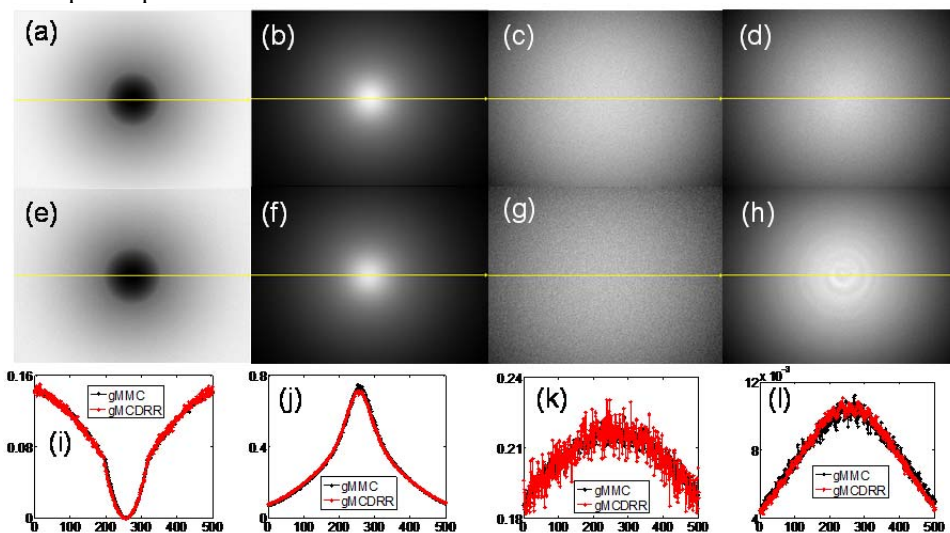 (a) (b) (c) (d)
(e) (f) (g) (h)
0.16
0.08
0
0 100 200 300 400 500
gMMC
gMCDRR
(i)
0.8
0.4
0
0 100 200 300 400 500
gMMC
gMCDRR
(j)
0.24
0.21
0.18
0 100 200 300 400 500
gMMC
gMCDRR
(k)
12 x 10⁻³
8
4
0 100 200 300 400 500
gMMC
gMCDRR
(l)